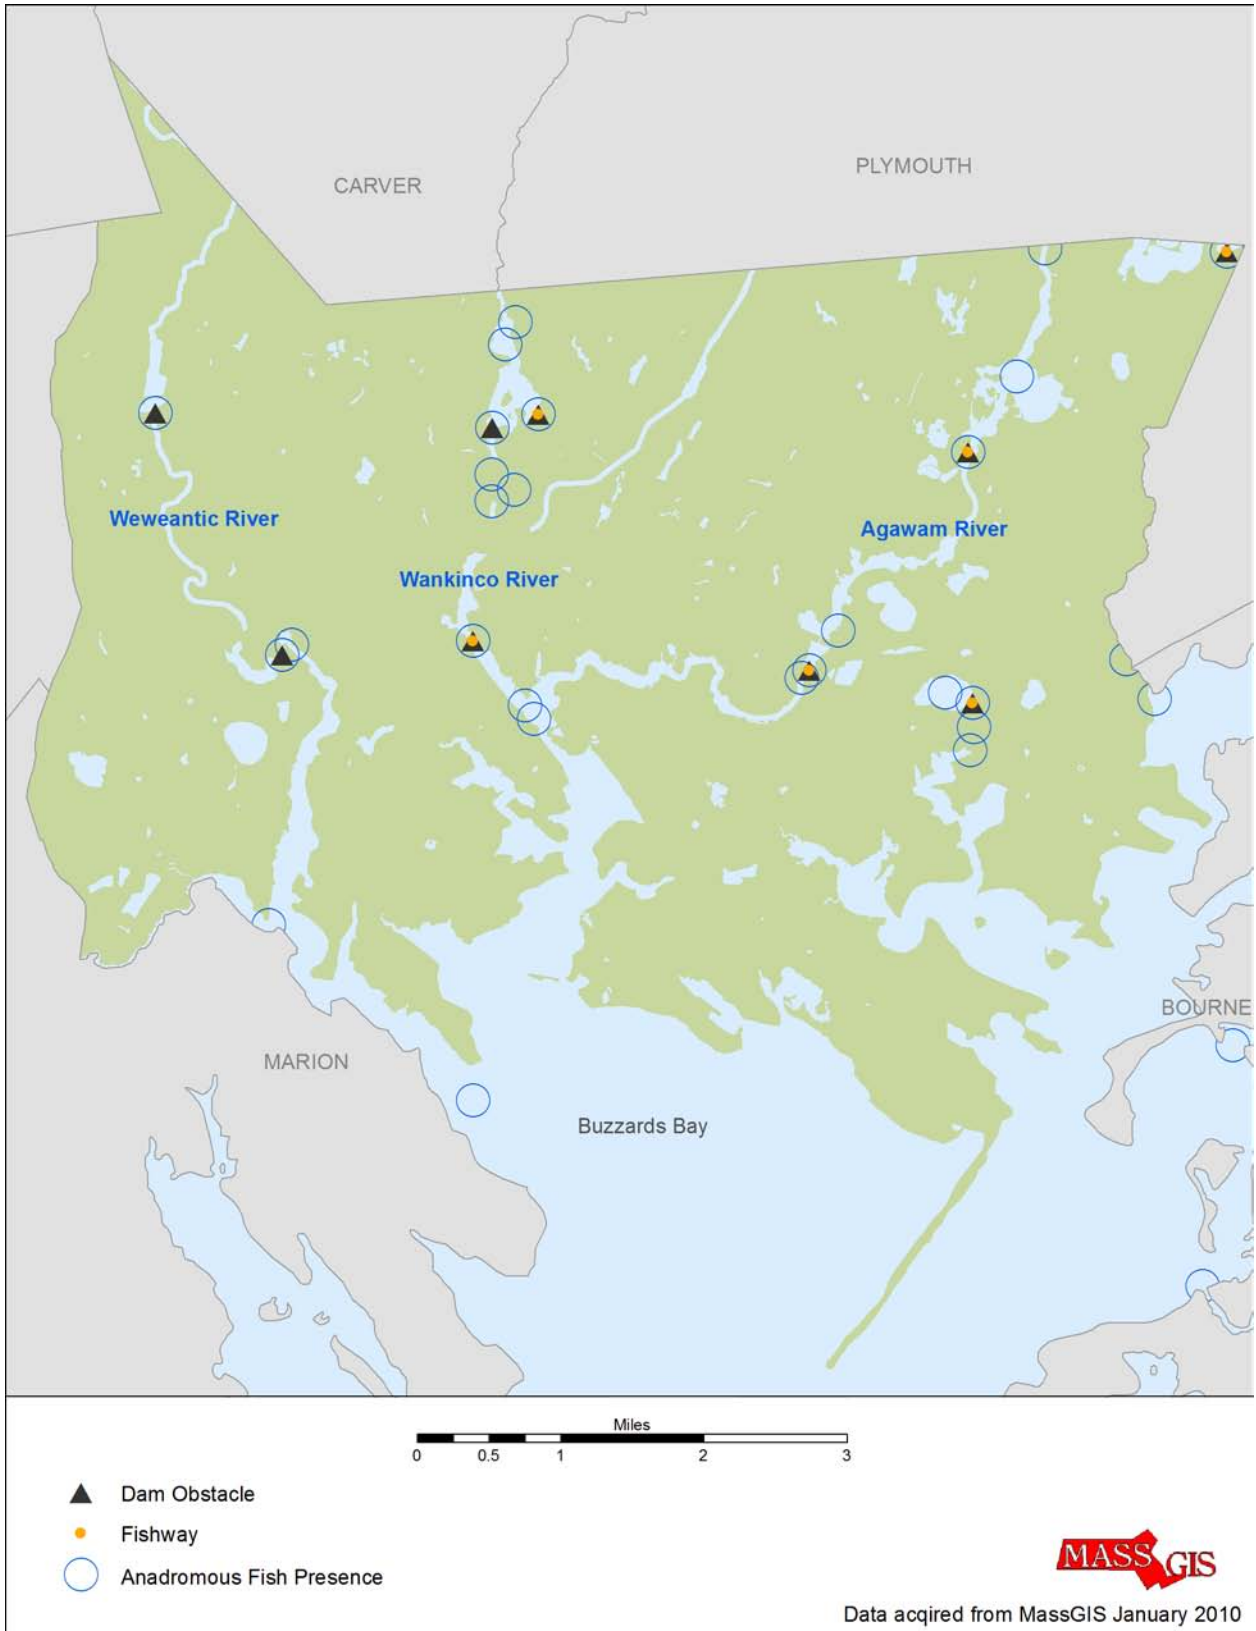 CARVER
PLYMOUTH
Weweantic River
Agawam River
Wankinco River
BOURNE
MARION
Buzzards Bay
Miles
0 0.5 1 2 3
Dam Obstacle
Fishway
Anadromous Fish Presence
MASS GIS
Data acqired from MassGIS January 2010